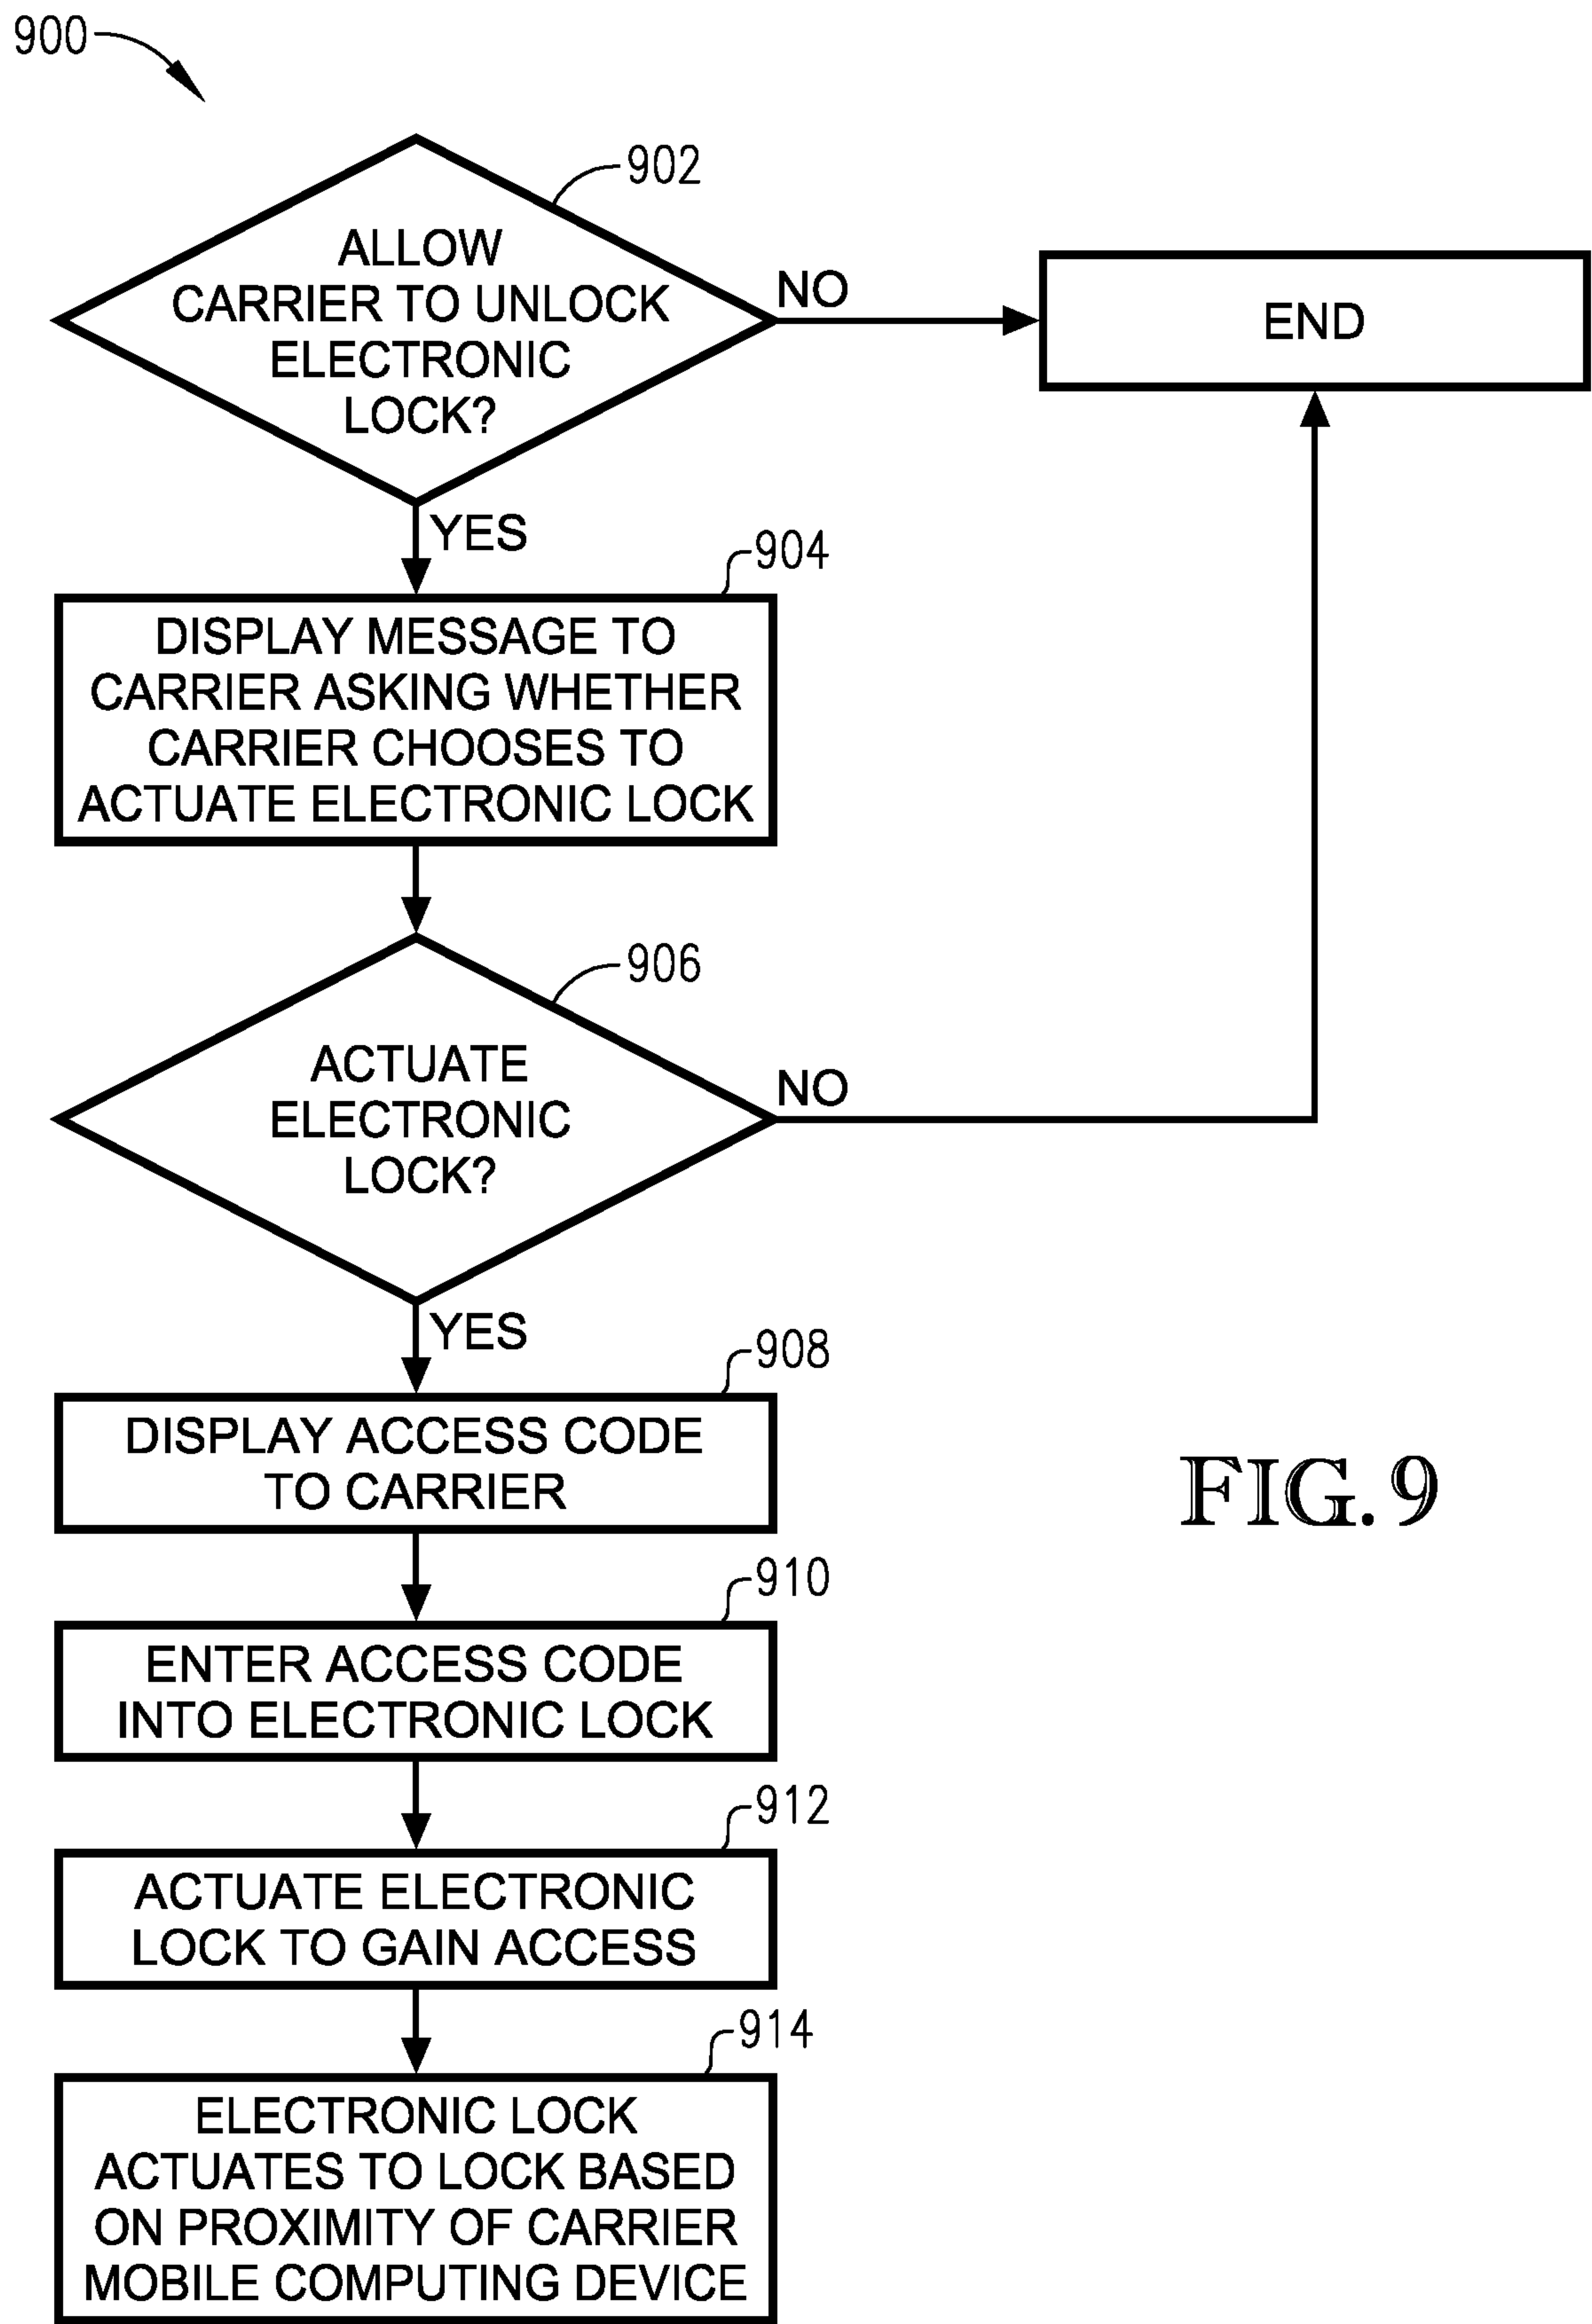 900
902
ALLOW
CARRIER TO UNLOCK
ELECTRONIC
LOCK?
NO
END
YES
904
DISPLAY MESSAGE TO
CARRIER ASKING WHETHER
CARRIER CHOOSES TO
ACTUATE ELECTRONIC LOCK
906
ACTUATE
ELECTRONIC
LOCK?
NO
YES
908
DISPLAY ACCESS CODE
TO CARRIER
FIG. 9
910
ENTER ACCESS CODE
INTO ELECTRONIC LOCK
912
ACTUATE ELECTRONIC
LOCK TO GAIN ACCESS
914
ELECTRONIC LOCK
ACTUATES TO LOCK BASED
ON PROXIMITY OF CARRIER
MOBILE COMPUTING DEVICE